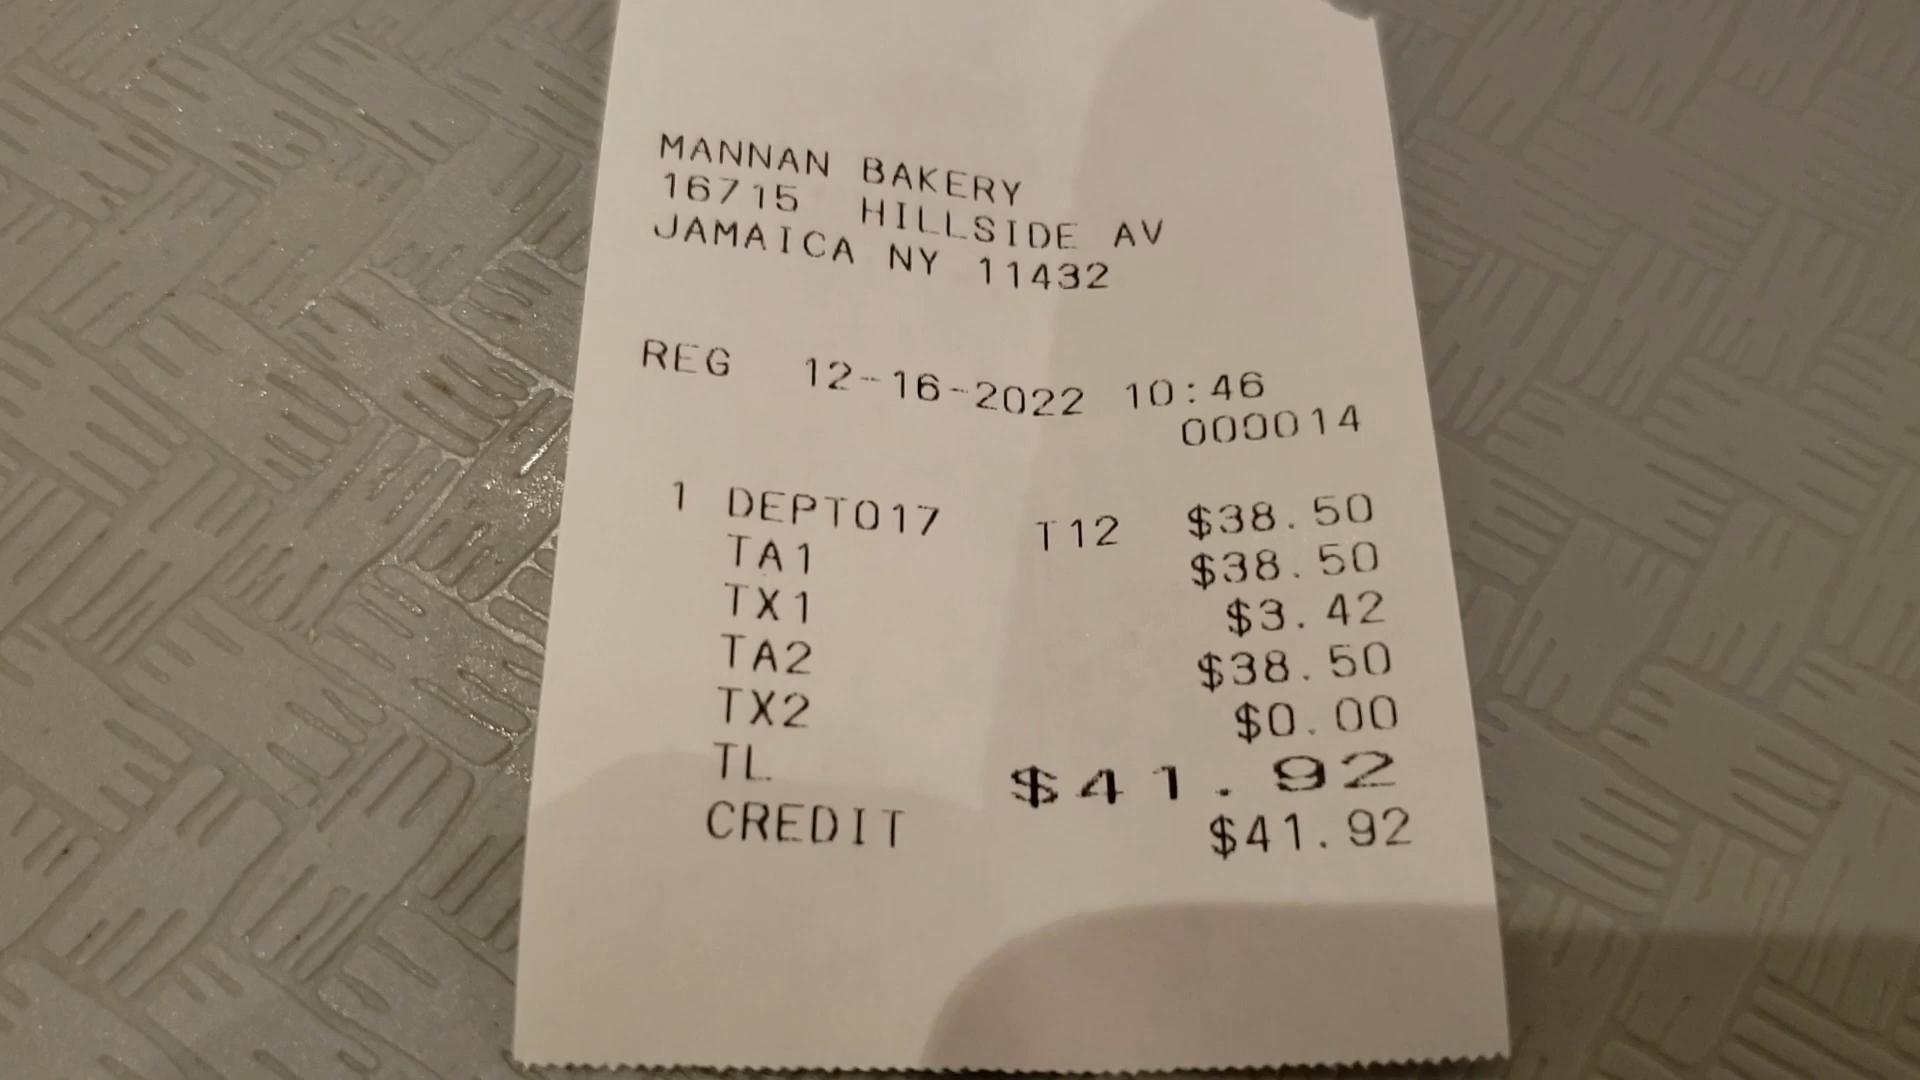 MANNAN BAKERY
16715 HILLSIDE AV
JAMAICA NY 11432
REG 12-16-2022 10:46
000014
1 DEPT017 T12 $38.50
TA1 $38.50
TX1 $3.42
TA2 $38.50
TX2 $0.00
TL $41.92
CREDIT $41.92